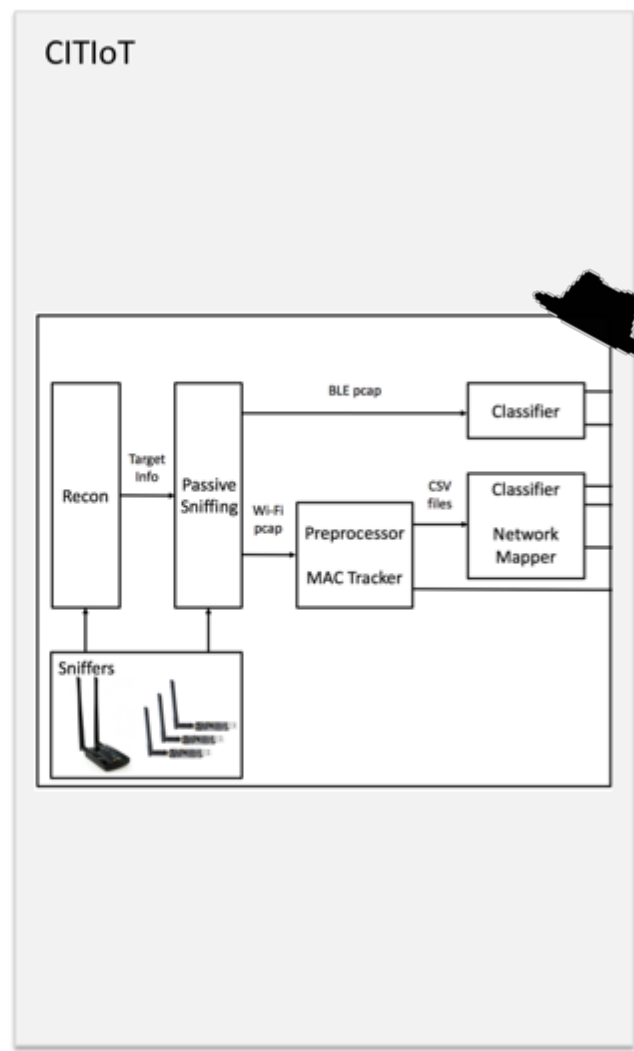 CITIoT
BLE pcap
Classifier
Target
Info
Recon
Passive
Sniffing
Wi-Fi
pcap
CSV
files
Preprocessor
MAC Tracker
Classifier
Network
Mapper
Sniffers